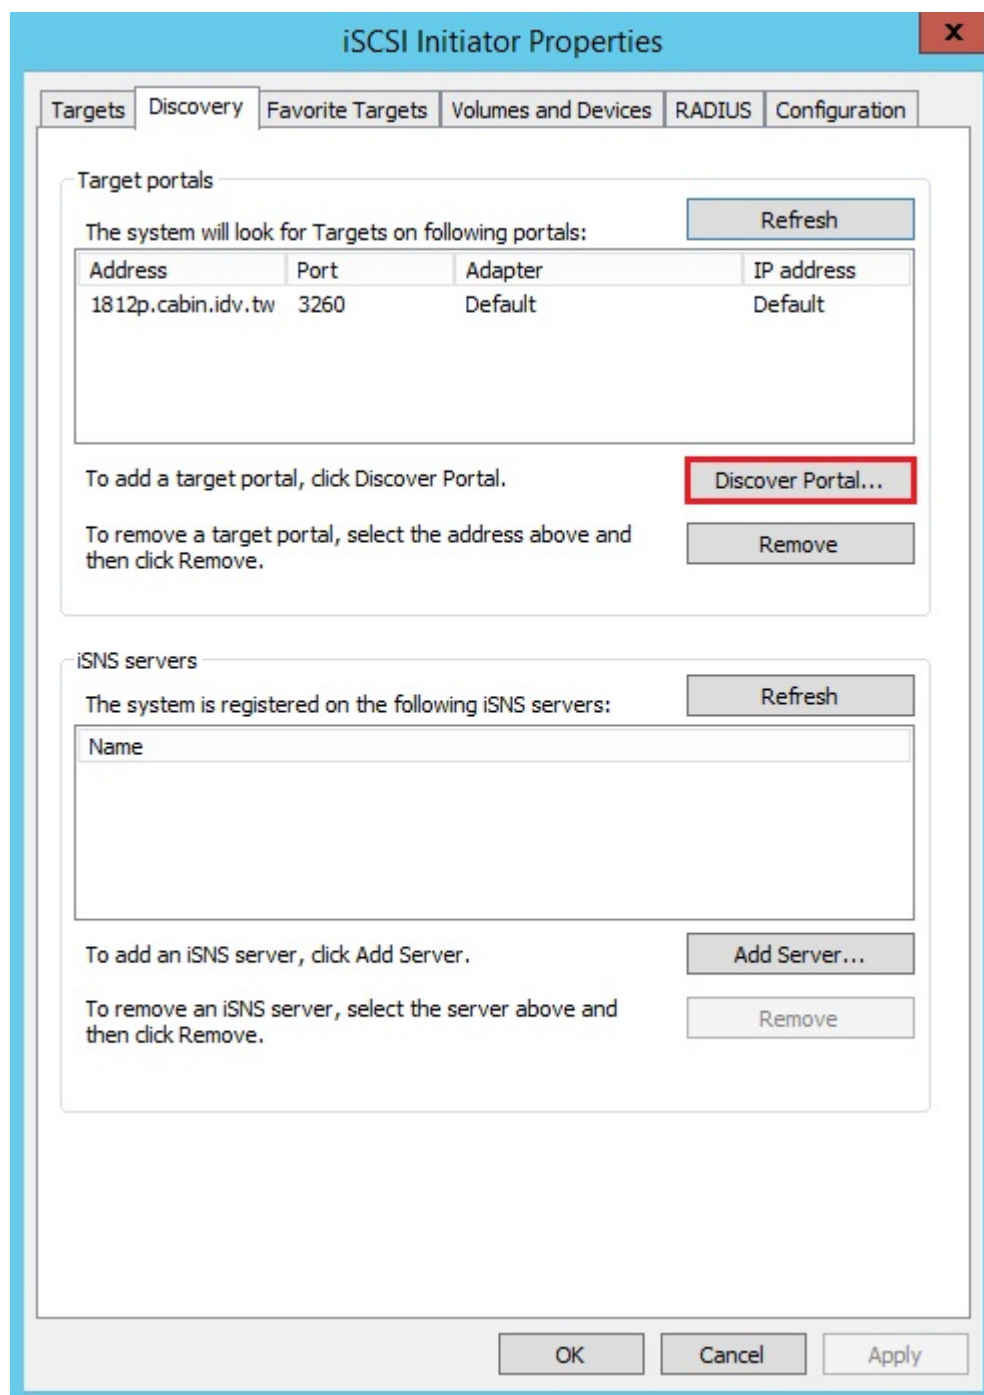 iSCSI Initiator Properties
x
Targets Discovery Favorite Targets Volumes and Devices RADIUS Configuration
Target portals
The system will look for Targets on following portals:
Refresh
Address Port Adapter IP address
1812p.cabin.idv.tw 3260 Default Default
To add a target portal, click Discover Portal.
Discover Portal...
To remove a target portal, select the address above and
then click Remove.
Remove
iSNS servers
The system is registered on the following iSNS servers:
Refresh
Name
To add an iSNS server, click Add Server.
Add Server...
To remove an iSNS server, select the server above and
then click Remove.
Remove
OK Cancel Apply